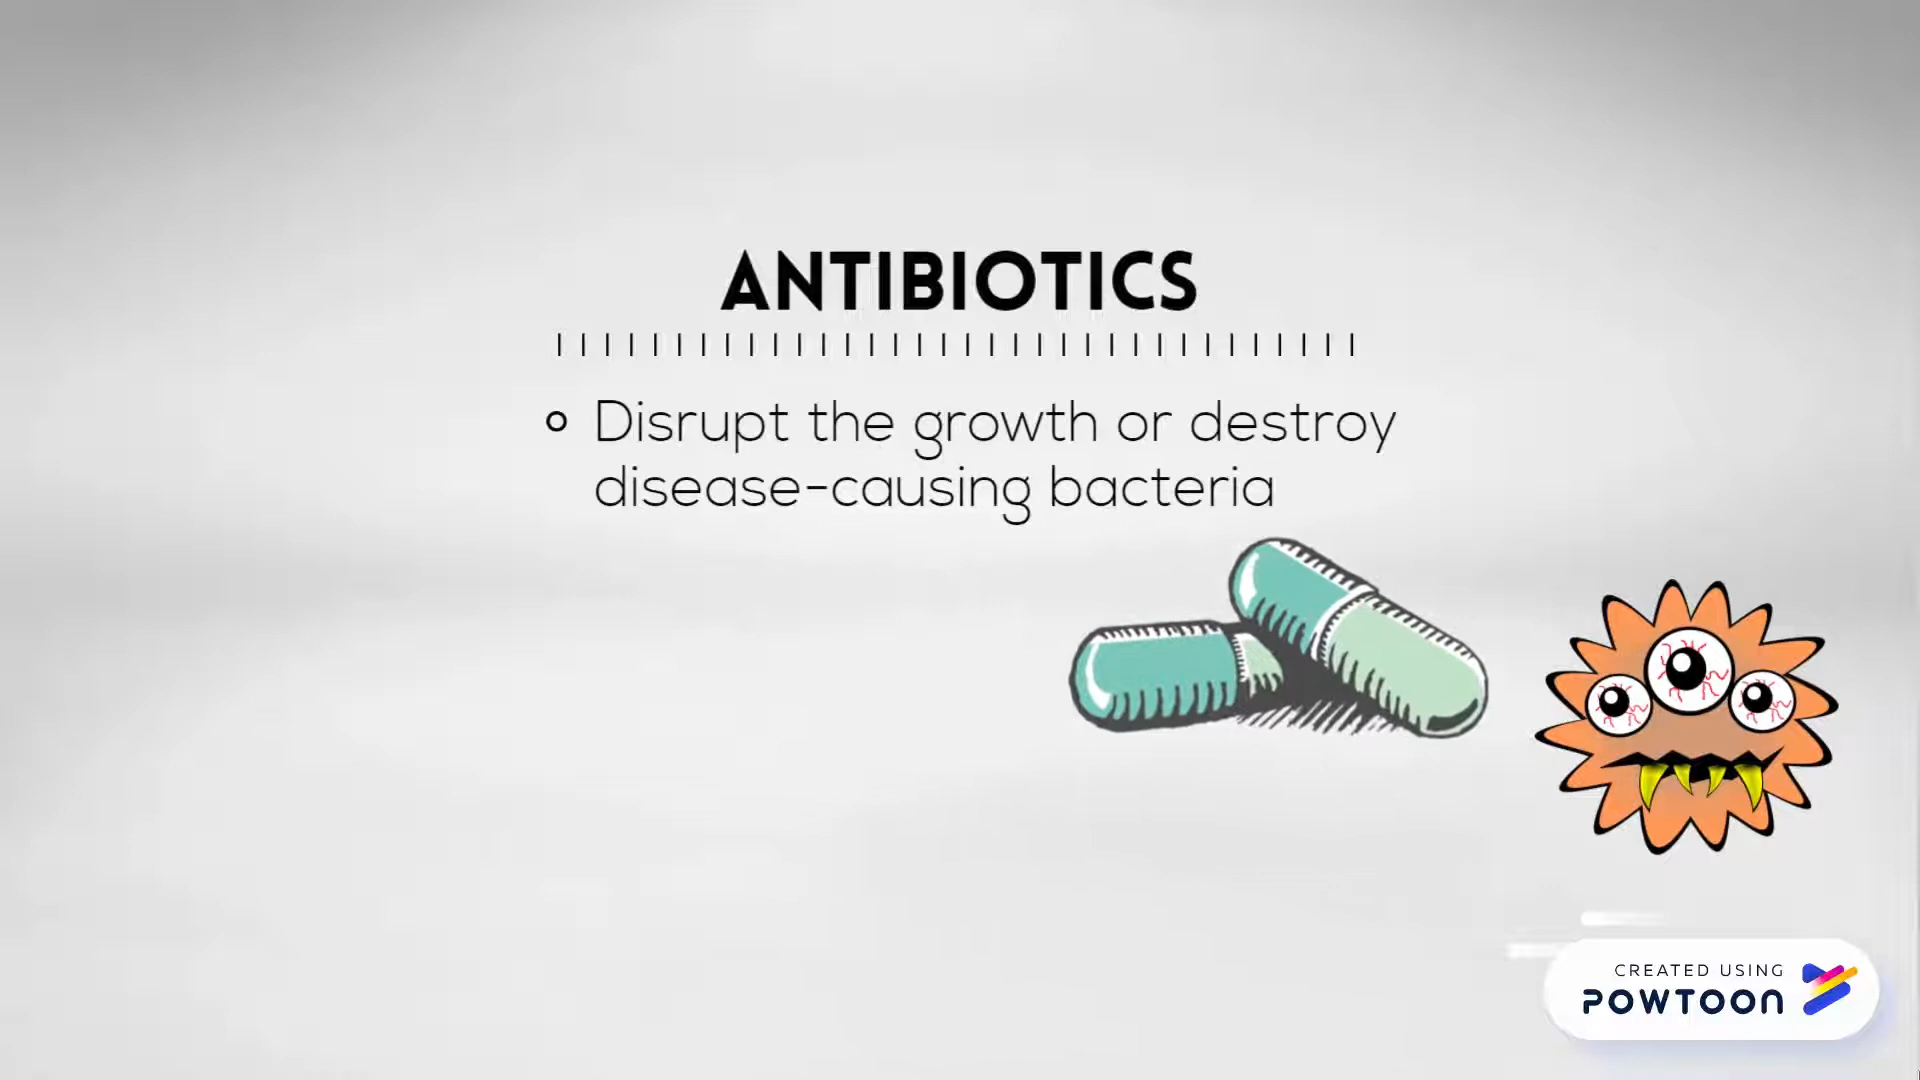 ANTIBIOTICS
Disrupt the growth or destroy
disease-causing bacteria
CREATED USING
POWTOON